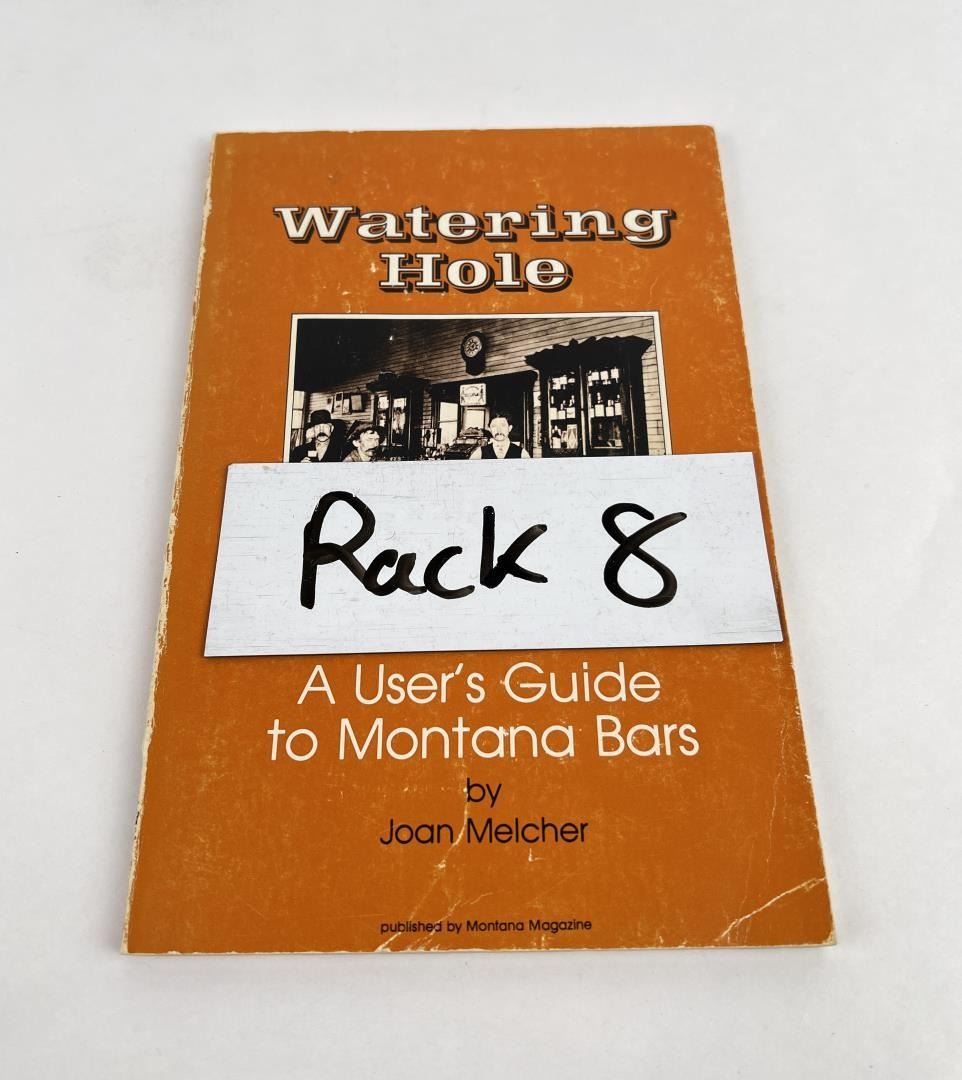 Watering
Hole
Rack 8
A User's Guide
to Montana Bars
by
Joan Melcher
published by Montana Magazine